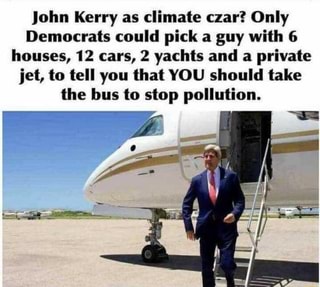 John Kerry as climate czar? Only
Democrats could pick a guy with 6
houses, 12 cars, 2 yachts and a private
jet, to tell you that YOU should take
the bus to stop pollution.